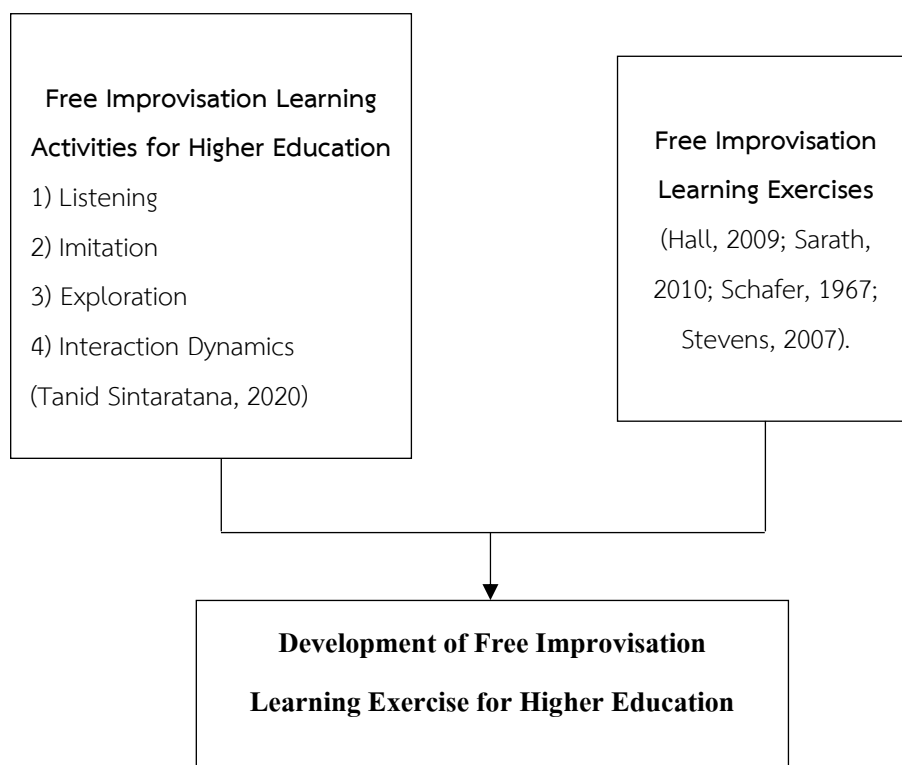 Free Improvisation Learning
Activities for Higher Education
1) Listening
2) Imitation
3) Exploration
4) Interaction Dynamics
(Tanid Sintaratana, 2020)
Free Improvisation
Learning Exercises
(Hall, 2009; Sarath,
2010; Schafer, 1967;
Stevens, 2007).
Development of Free Improvisation
Learning Exercise for Higher Education